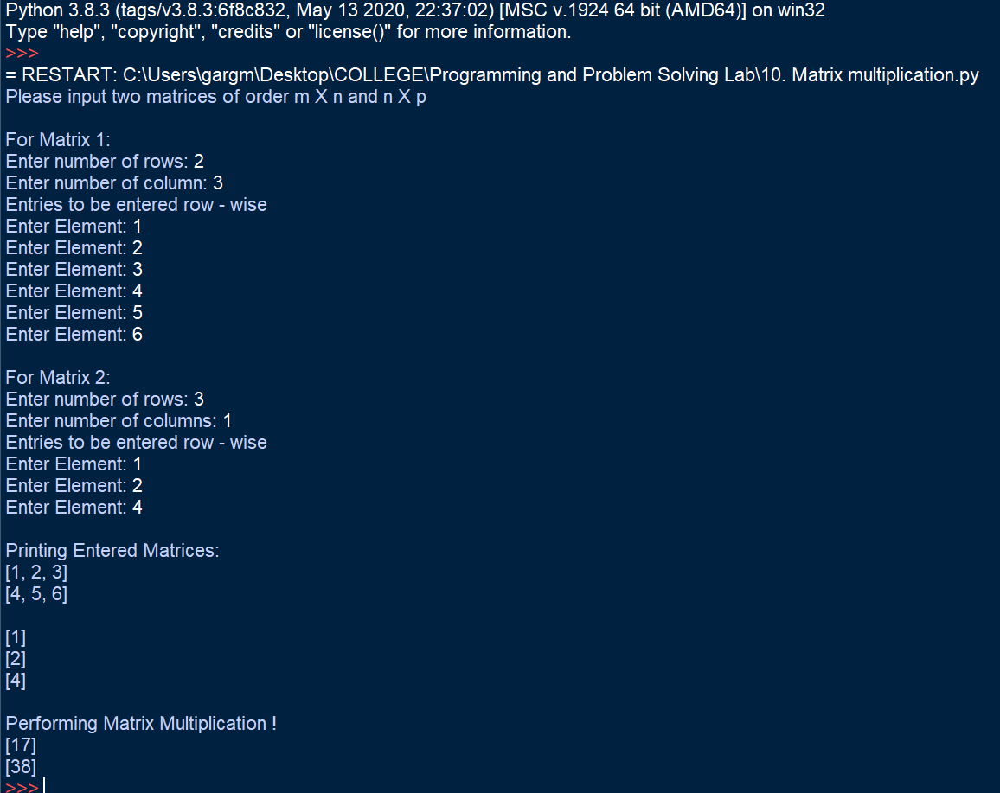 Python 3.8.3 (tags/v3.8.3:6f8c832, May 13 2020, 22:37:02) [MSC v.1924 64 bit (AMD64)] on win32
Type "help", "copyright", "credits" or "license()" for more information.
>>>
= RESTART: C:\Users\gargm\Desktop\COLLEGE\Programming and Problem Solving Lab\10. Matrix multiplication.py
Please input two matrices of order m X n and n X p
For Matrix 1:
Enter number of rows: 2
Enter number of column: 3
Entries to be entered row - wise
Enter Element: 1
Enter Element: 2
Enter Element: 3
Enter Element: 4
Enter Element: 5
Enter Element: 6
For Matrix 2:
Enter number of rows: 3
Enter number of columns: 1
Entries to be entered row - wise
Enter Element: 1
Enter Element: 2
Enter Element: 4
Printing Entered Matrices:
[1, 2, 3]
[4, 5, 6]
[1]
[2]
[4]
Performing Matrix Multiplication !
[17]
[38]
>>>